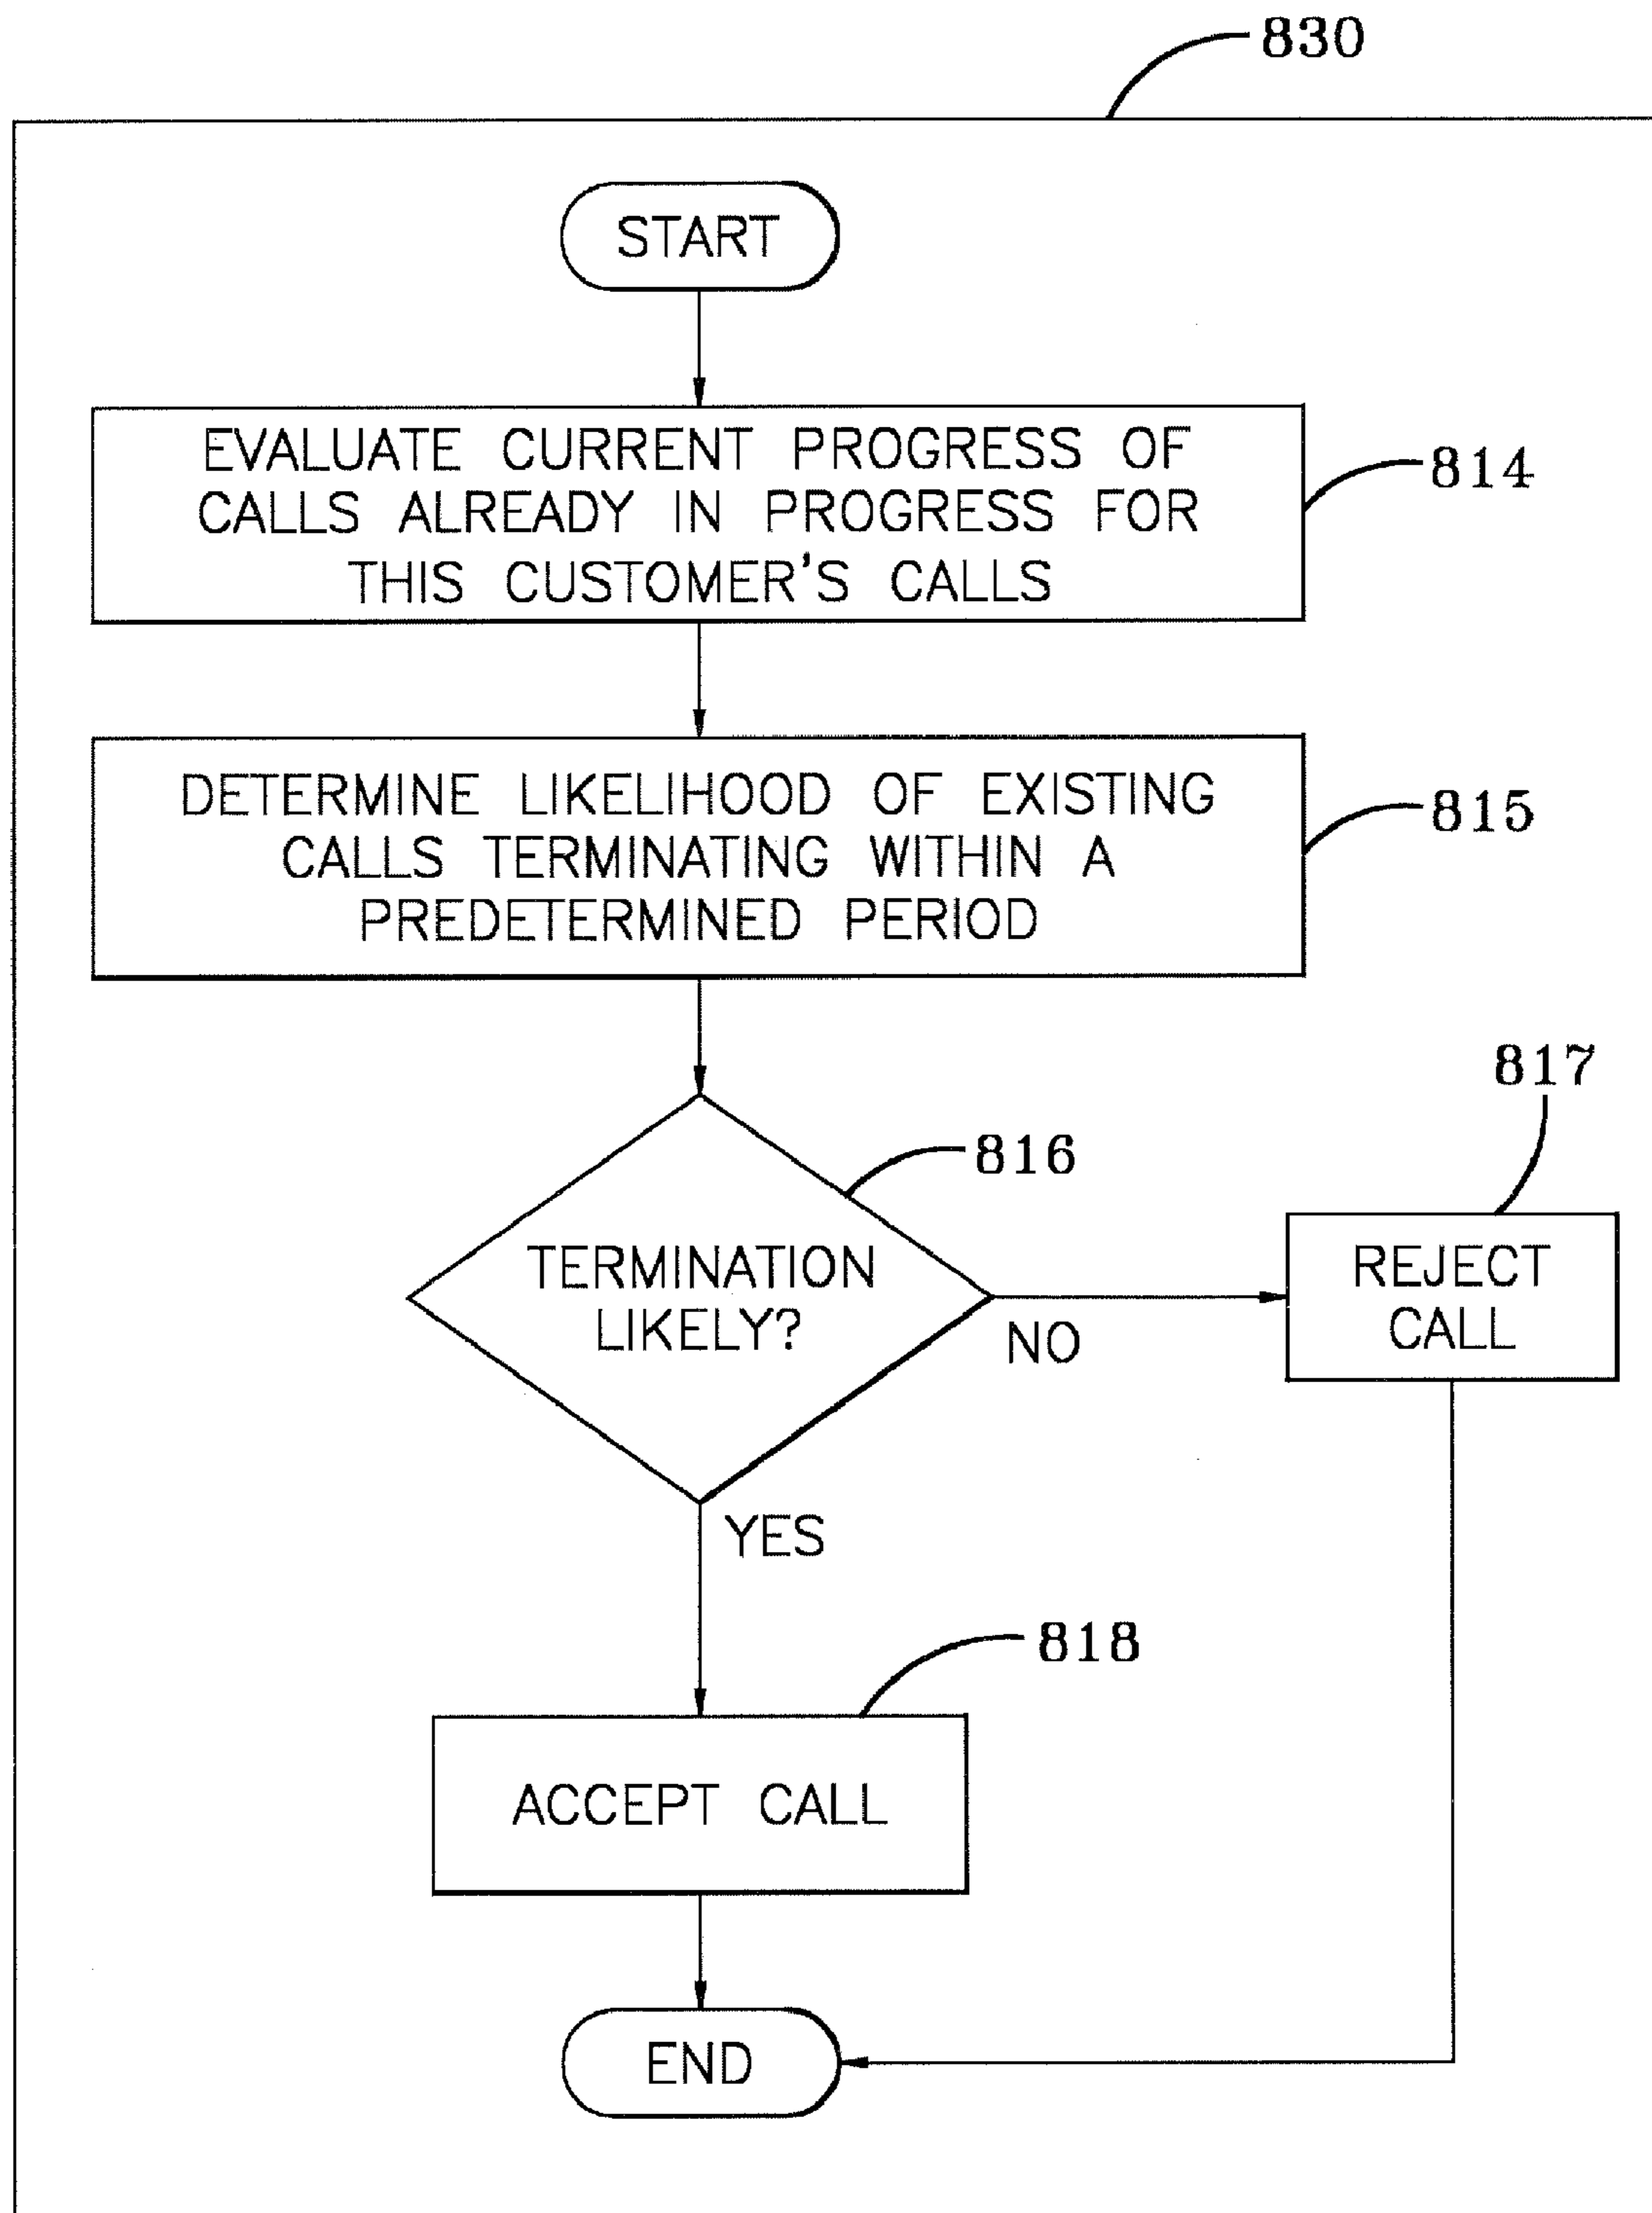 830
START
EVALUATE CURRENT PROGRESS OF
CALLS ALREADY IN PROGRESS FOR
THIS CUSTOMER'S CALLS
814
DETERMINE LIKELIHOOD OF EXISTING
CALLS TERMINATING WITHIN A
PREDETERMINED PERIOD
815
816
TERMINATION
LIKELY?
NO
817
REJECT
CALL
YES
818
ACCEPT CALL
END